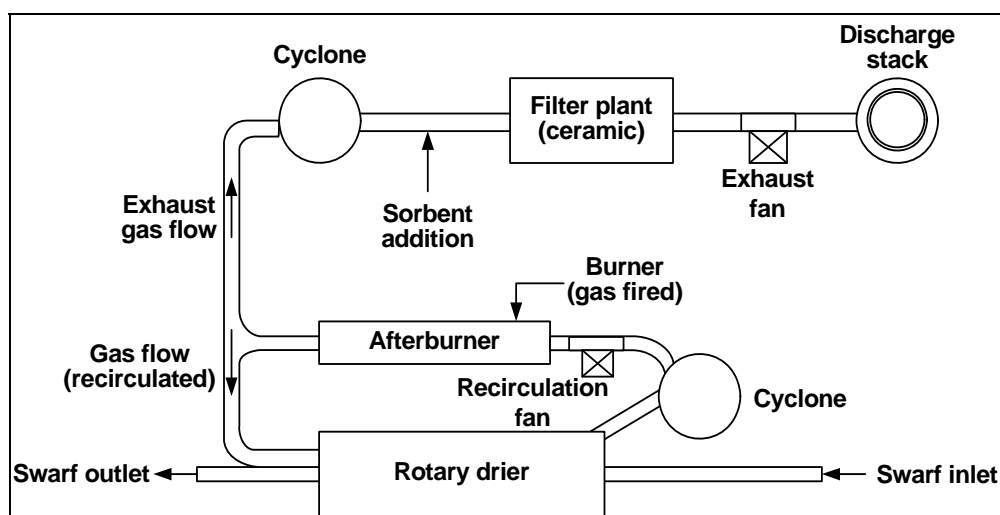 Cyclone
Discharge
stack
Filter plant
(ceramic)
Exhaust
gas flow
Sorbent
addition
Exhaust
fan
Burner
(gas fired)
Afterburner
Gas flow
(recirculated)
Recirculation
fan
Cyclone
Swarf outlet
Rotary drier
Swarf inlet